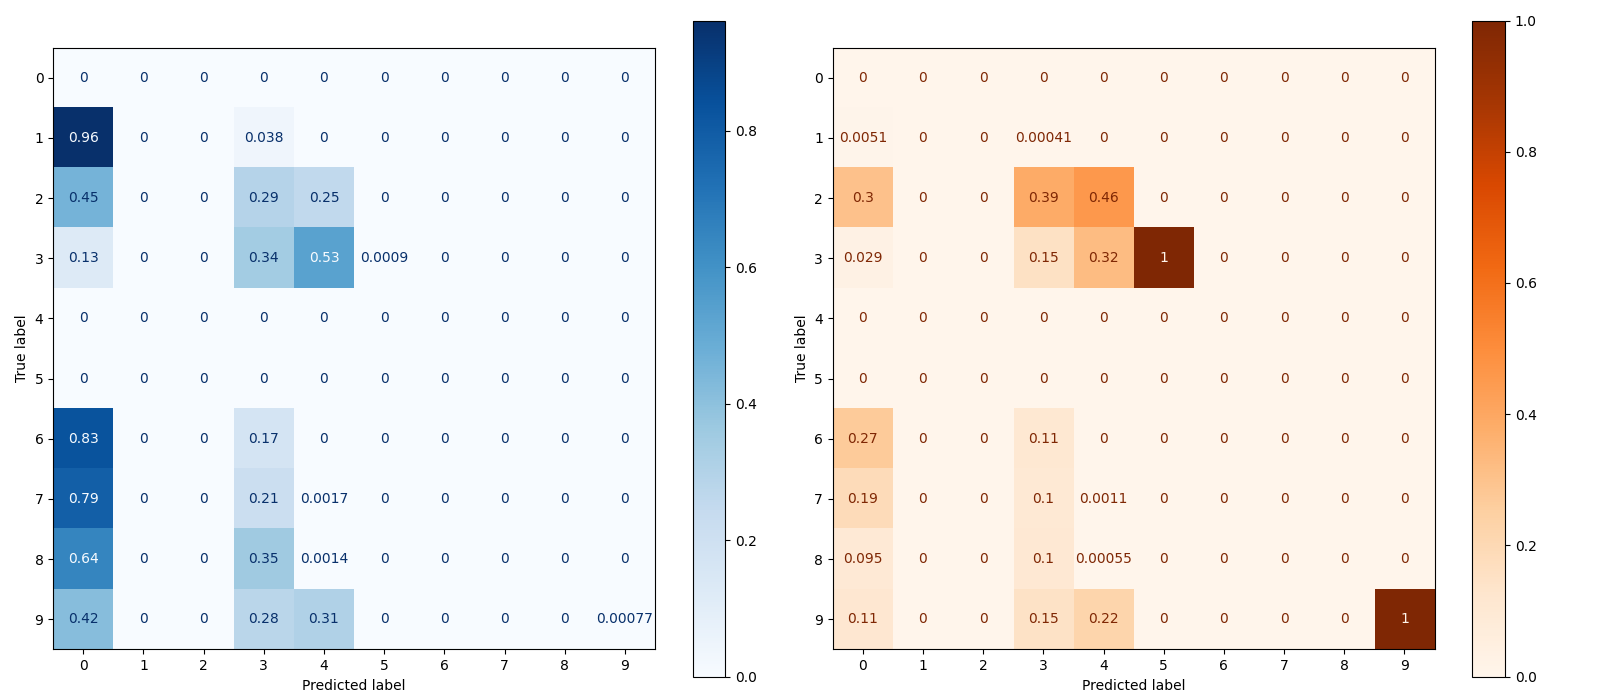 0 0 0 0 0 0 0 0 0 0 0
1 0.96 0 0 0.038 0 0 0 0 0 0
2 0.45 0 0 0.29 0.25 0 0 0 0 0
3 0.13 0 0 0.34 0.53 0.0009 0 0 0 0
4 0 0 0 0 0 0 0 0 0 0
5 0 0 0 0 0 0 0 0 0 0
6 0.83 0 0 0.17 0 0 0 0 0 0
7 0.79 0 0 0.21 0.0017 0 0 0 0 0
8 0.64 0 0 0.35 0.0014 0 0 0 0 0
9 0.42 0 0 0.28 0.31 0 0 0 0 0.00077
0 1 2 3 4 5 6 7 8 9
True label
Predicted label
0.8
0.6
0.4
0.2
0.0
0 0 0 0 0 0 0 0 0 0 0
1 0.0051 0 0 0.00041 0 0 0 0 0 0
2 0.3 0 0 0.39 0.46 0 0 0 0 0
3 0.029 0 0 0.15 0.32 1 0 0 0 0
4 0 0 0 0 0 0 0 0 0 0
5 0 0 0 0 0 0 0 0 0 0
6 0.27 0 0 0.11 0 0 0 0 0 0
7 0.19 0 0 0.1 0.0011 0 0 0 0 0
8 0.095 0 0 0.1 0.00055 0 0 0 0 0
9 0.11 0 0 0.15 0.22 0 0 0 0 1
0 1 2 3 4 5 6 7 8 9
True label
Predicted label
1.0
0.8
0.6
0.4
0.2
0.0